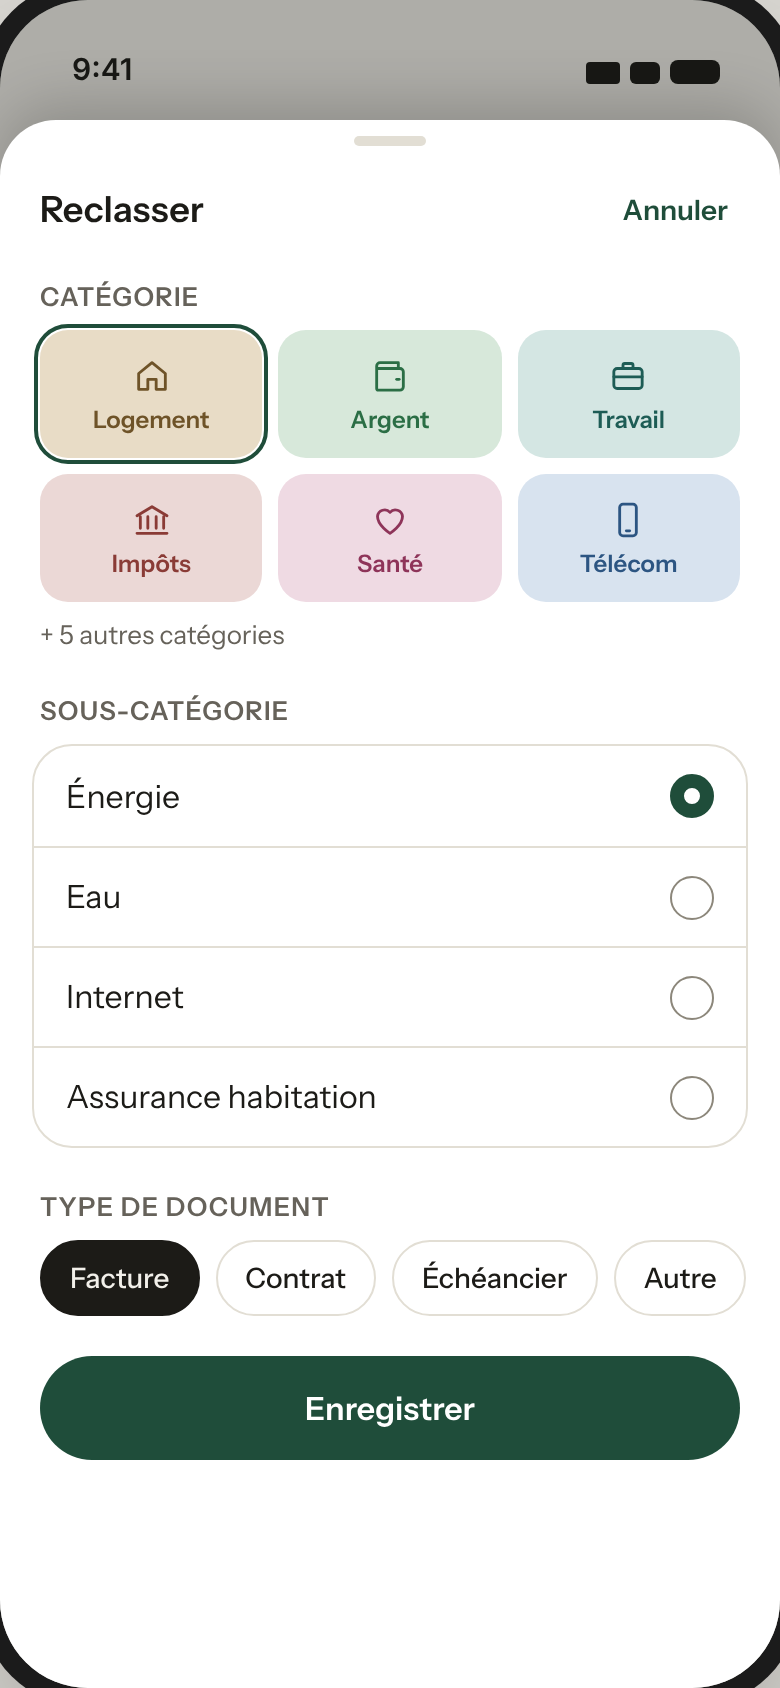 9:41
Reclasser
Annuler
CATÉGORIE
Logement
Argent
Travail
Impôts
Santé
Télécom
+ 5 autres catégories
SOUS-CATÉGORIE
Énergie
Eau
Internet
Assurance habitation
TYPE DE DOCUMENT
Facture
Contrat
Échéancier
Autre
Enregistrer